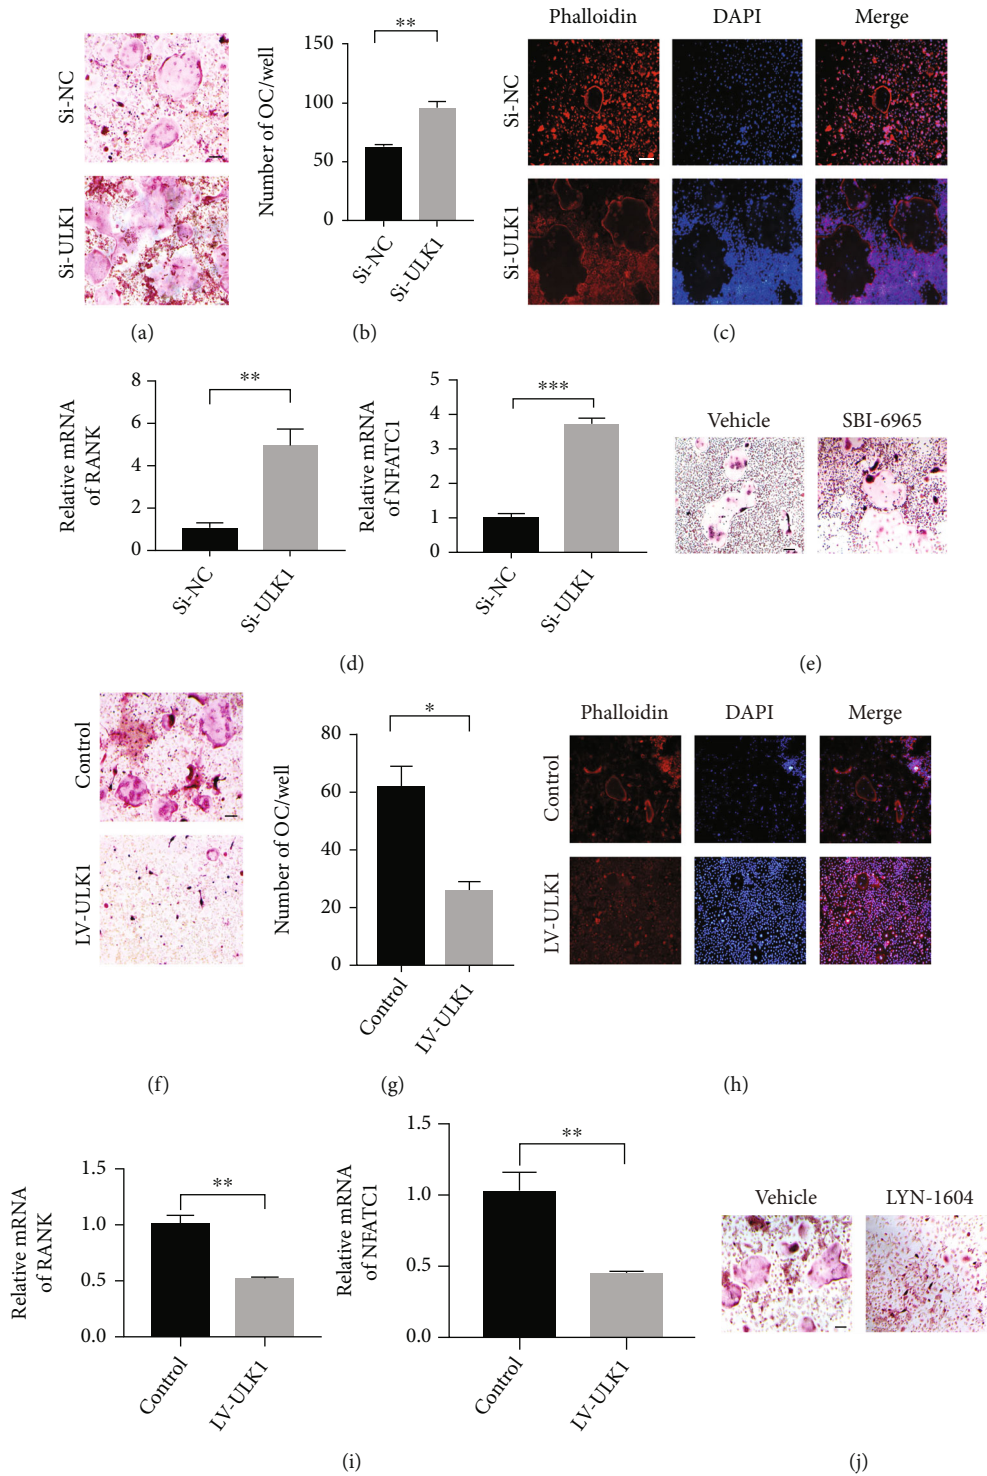 Si-NC
Si-ULK1
(a)
Number of OC/well
150
100
50
0
**
Si-NC
Si-ULK1
(b)
Phalloidin DAPI Merge
Si-NC
Si-ULK1
(c)
Relative mRNA
of RANK
8
6
4
2
0
**
Si-NC
Si-ULK1
Relative mRNA
of NFATC1
5
4
3
2
1
0
***
Si-NC
Si-ULK1
(d)
Vehicle SBI-6965
(e)
Control
LV-ULK1
(f)
Number of OC/well
80
60
40
20
0
*
Control
LV-ULK1
(g)
Phalloidin DAPI Merge
Control
LV-ULK1
(h)
Relative mRNA
of RANK
1.5
1.0
0.5
0.0
**
Control
LV-ULK1
Relative mRNA
of NFATC1
1.5
1.0
0.5
0.0
**
Control
LV-ULK1
(i)
Vehicle LYN-1604
(j)